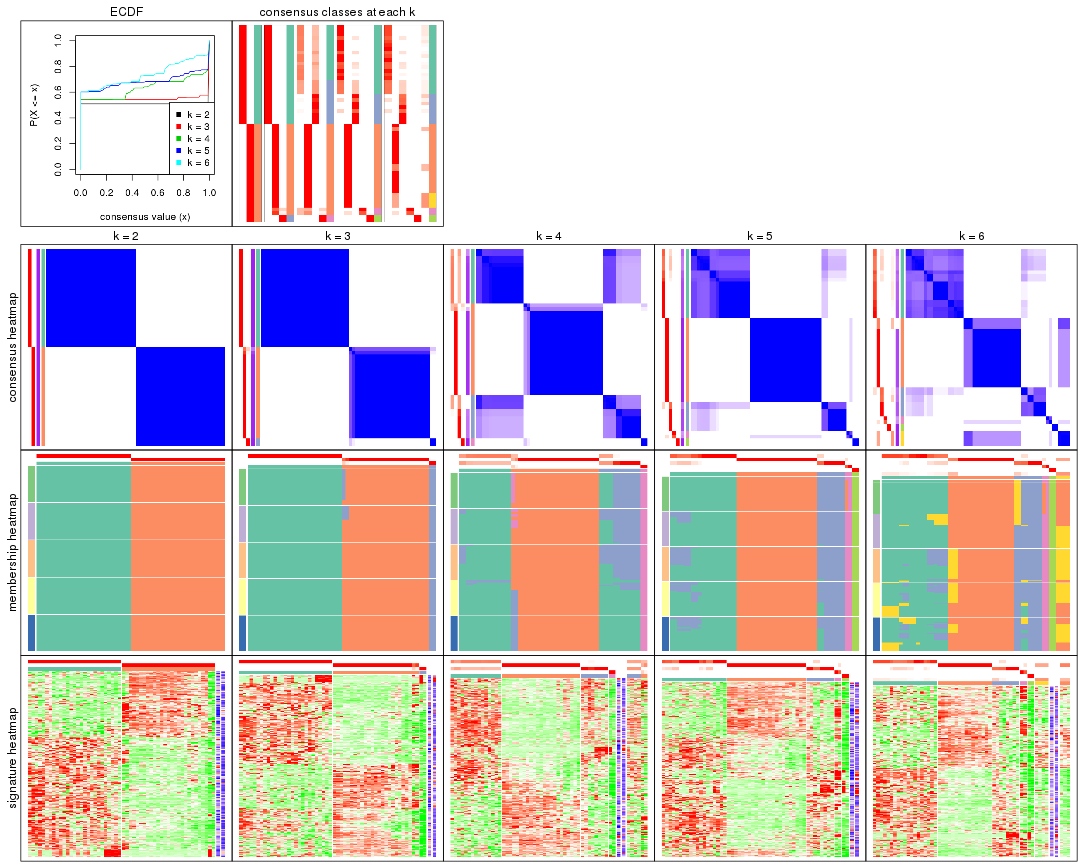 ECDF
consensus classes at each k
P(X <= x)
1.0
0.8
0.6
0.4
0.2
0.0
k = 2
k = 3
k = 4
k = 5
k = 6
0.0 0.2 0.4 0.6 0.8 1.0
consensus value (x)
k = 2
k = 3
k = 4
k = 5
k = 6
consensus heatmap
membership heatmap
signature heatmap